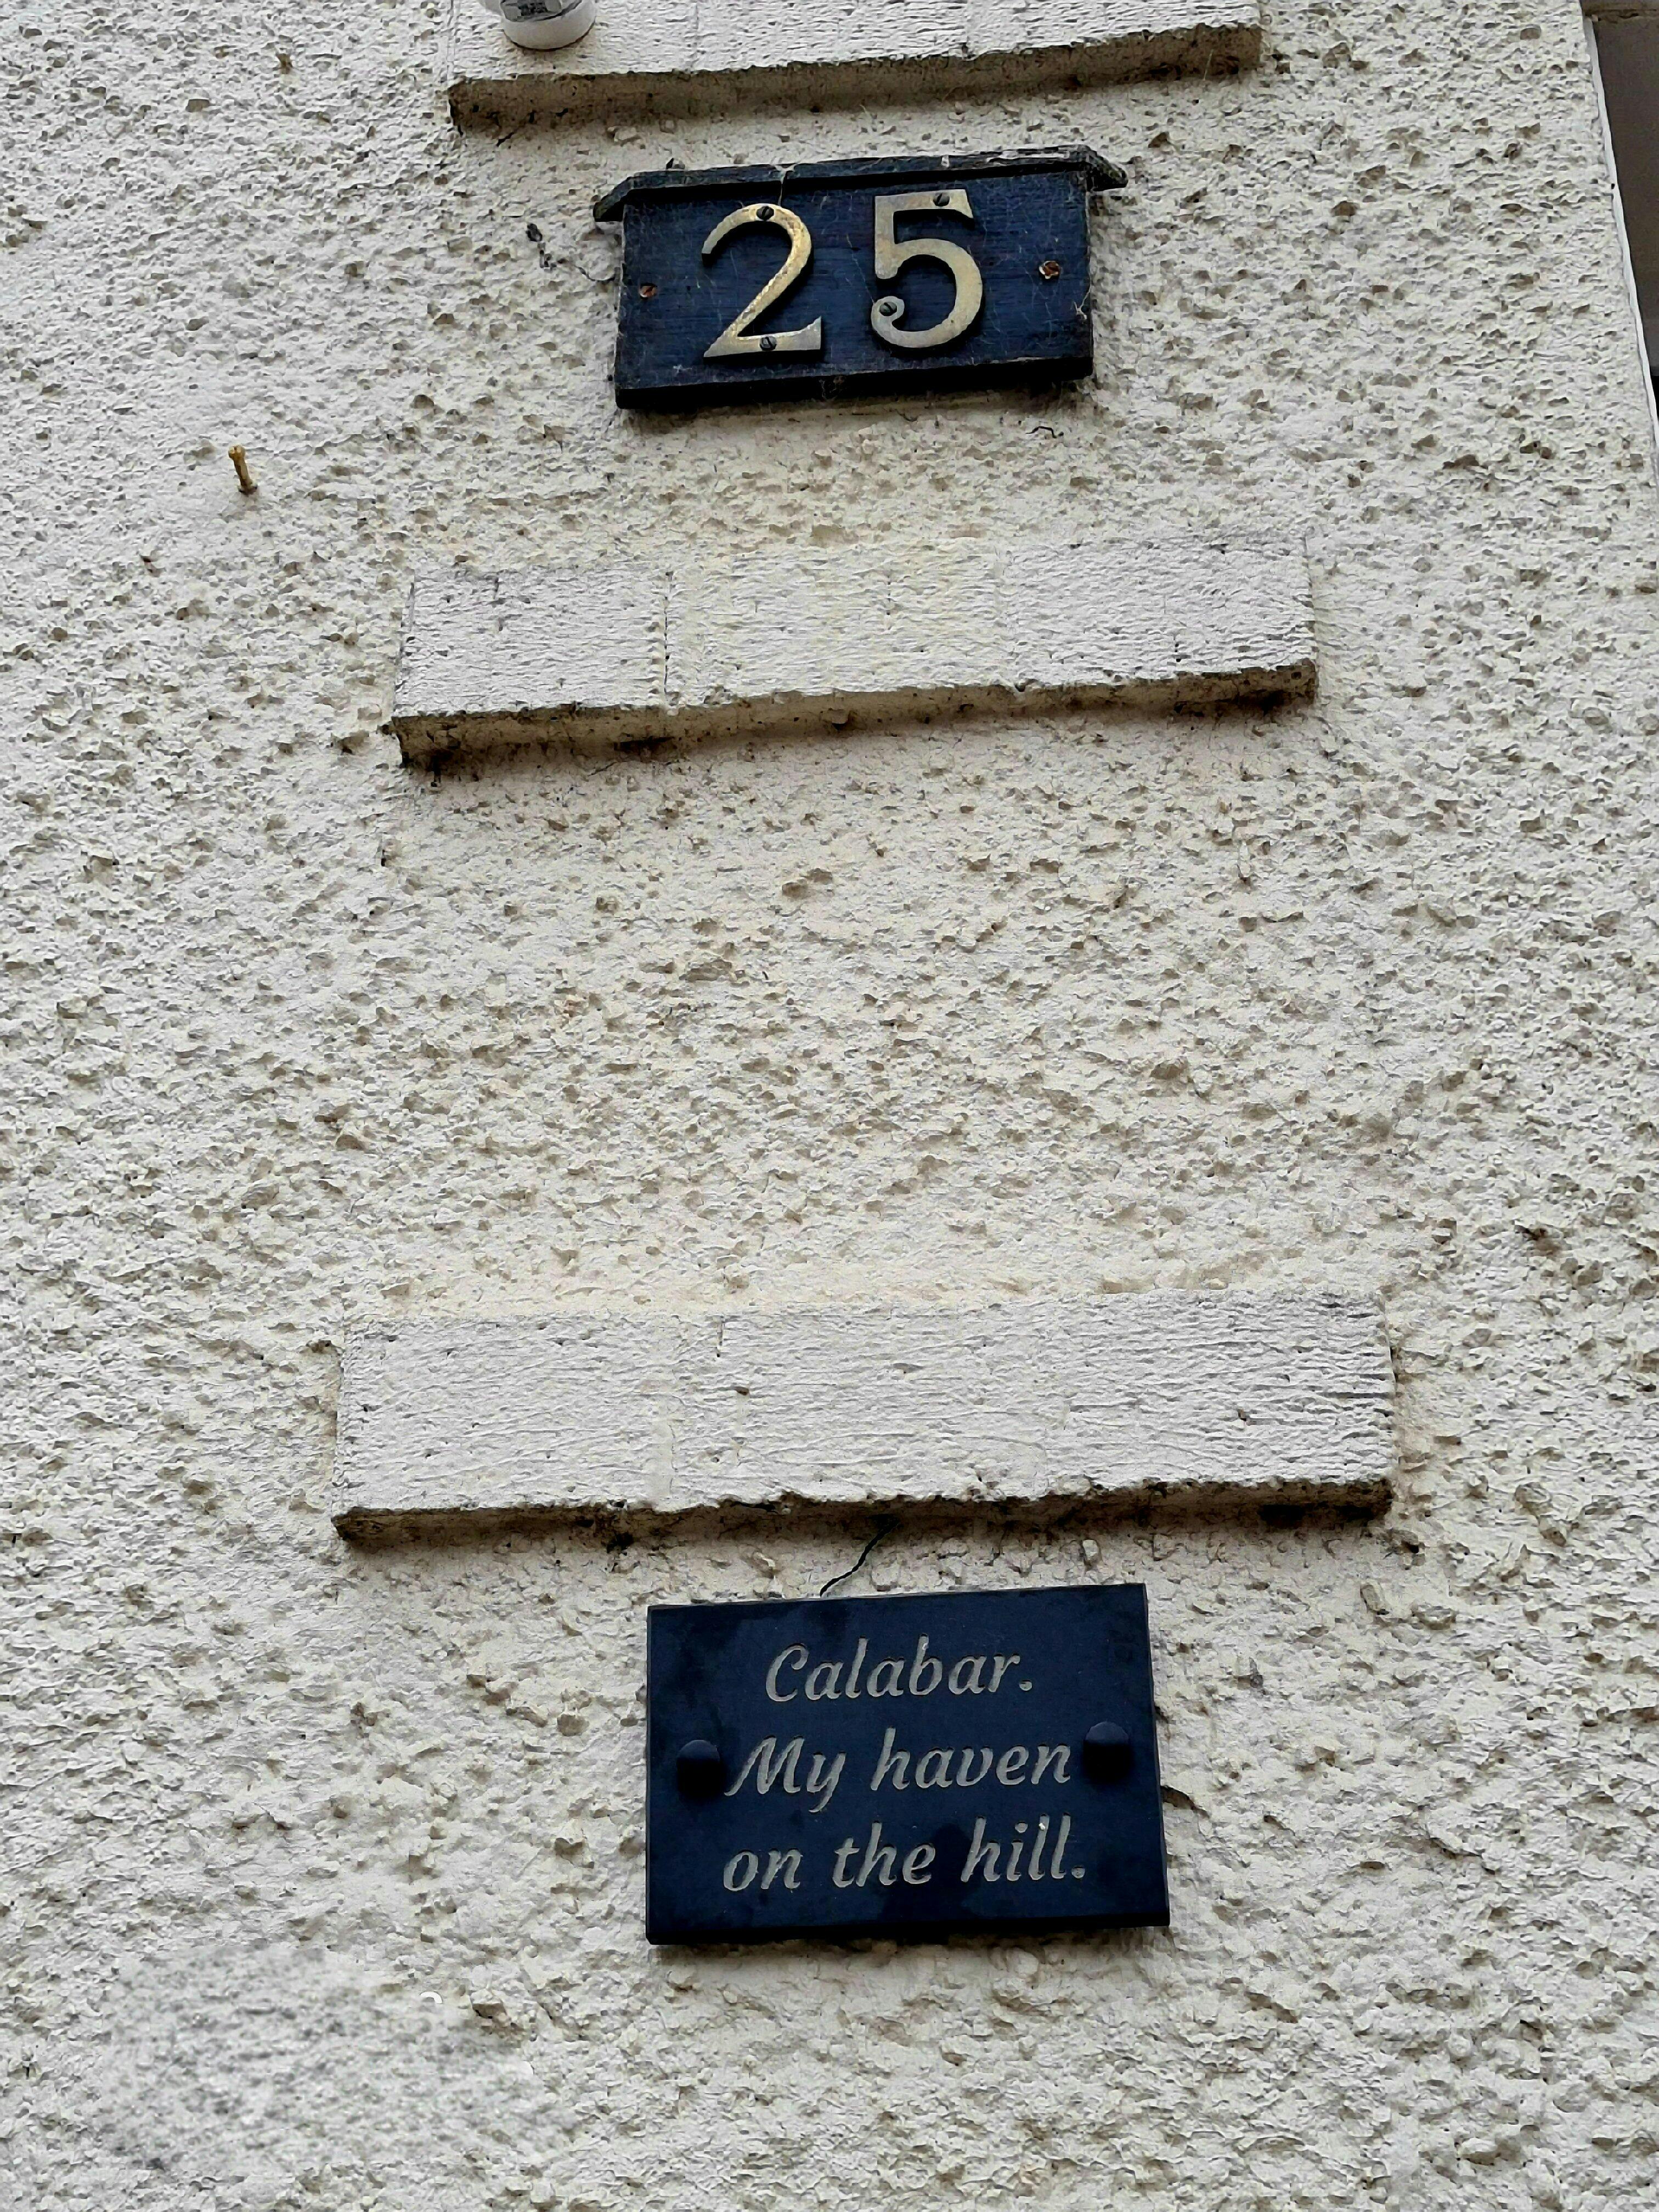 25
Calabar.
My haven
on the hill.